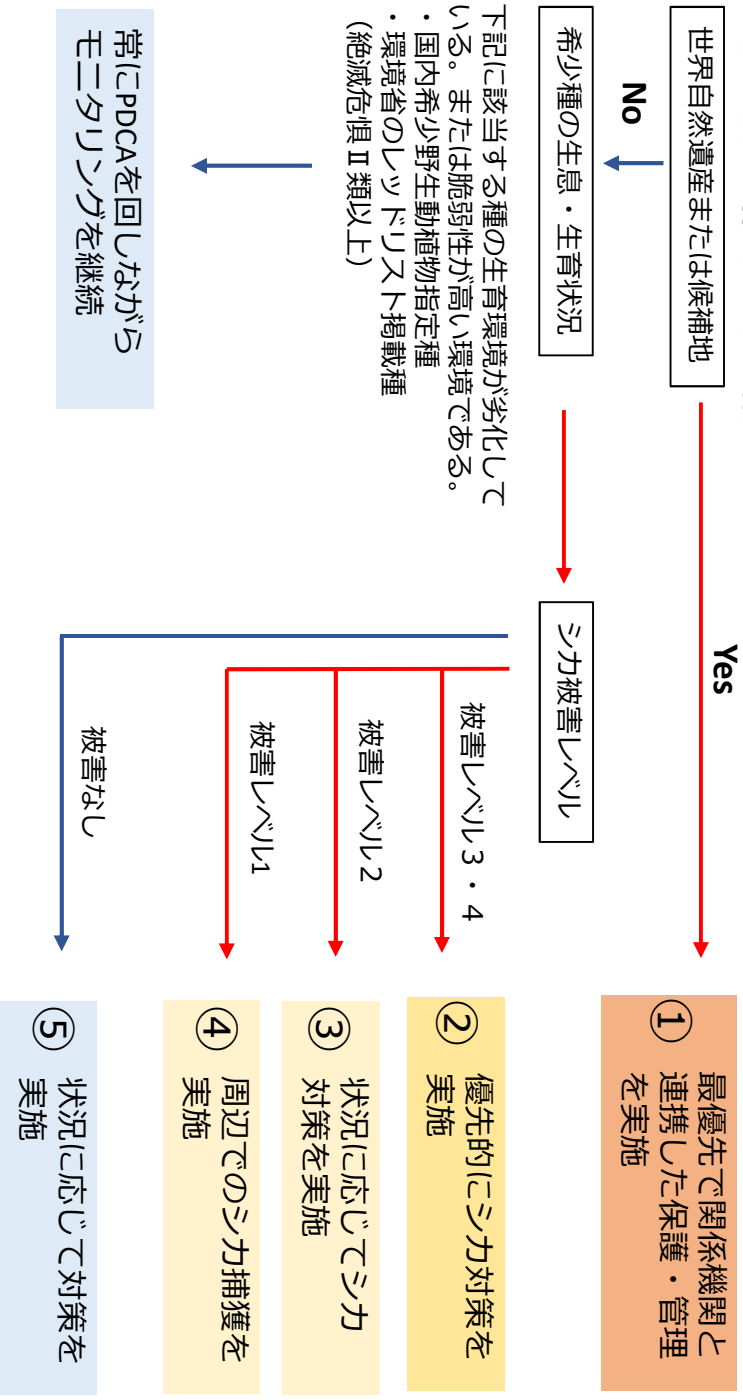 世界自然遺産または候補地
Yes
① 最優先で関係機関と
連携した保護・管理
を実施
No
希少種の生息・生育状況
シカ被害レベル
下記に該当する種の生育環境が劣化して
いる。または脆弱性が高い環境である。
・国内希少野生動植物指定種
・環境省のレッドリスト掲載種
（絶滅危惧Ⅱ類以上）
被害レベル3・4
② 優先的にシカ対策を
実施
被害レベル2
③ 状況に応じてシカ
対策を実施
被害レベル1
④ 周辺でのシカ捕獲を
実施
被害なし
⑤ 状況に応じて対策を
実施
常にPDCAを回しながら
モニタリングを継続